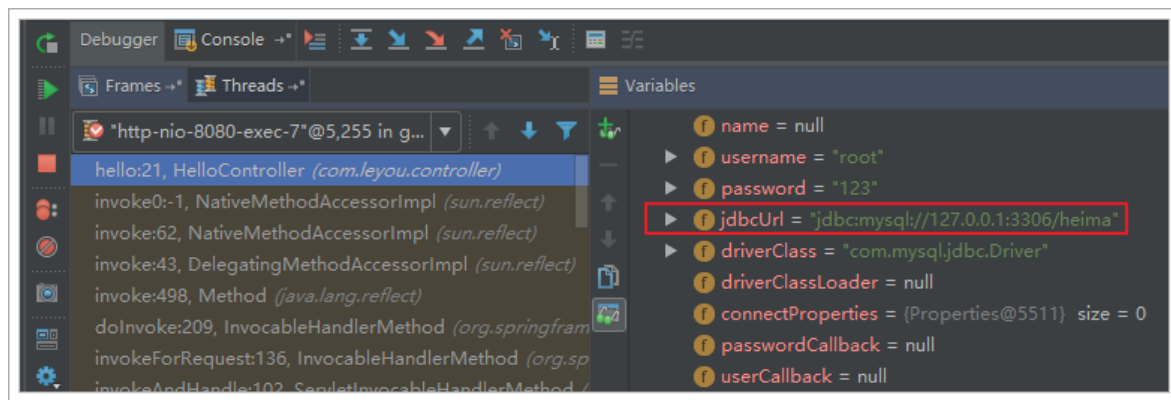 Debugger Console
Frames Threads
Variables
"http-nio-8080-exec-7"@5,255 in g...
hello:21, HelloController (com.leyou.controller)
invoke0:-1, NativeMethodAccessorImpl (sun.reflect)
invoke:62, NativeMethodAccessorImpl (sun.reflect)
invoke:43, DelegatingMethodAccessorImpl (sun.reflect)
invoke:498, Method (java.lang.reflect)
doInvoke:209, InvocableHandlerMethod (org.springfram
invokeForRequest:136, InvocableHandlerMethod (org.sp
invokeAndHandle:102, ServletInvocableHandlerMethod (
name = null
username = "root"
password = "123"
jdbcUrl = "jdbc:mysql://127.0.0.1:3306/heima"
driverClass = "com.mysql.jdbc.Driver"
driverClassLoader = null
connectProperties = {Properties@5511} size = 0
passwordCallback = null
userCallback = null